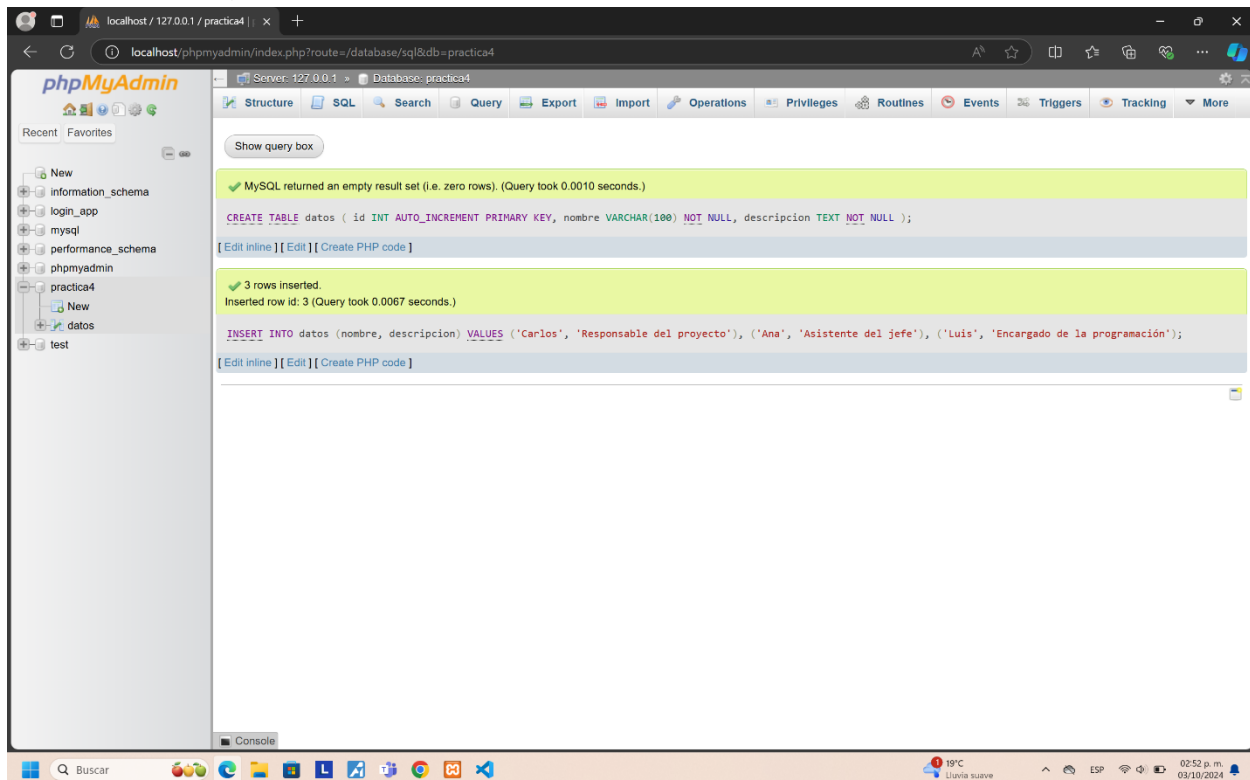 localhost / 127.0.0.1 / practica4 |
localhost/phpmyadmin/index.php?route=/database/sql&db=practica4
phpMyAdmin
Recent Favorites
New
information_schema
login_app
mysql
performance_schema
phpmyadmin
practica4
New
datos
test
Server: 127.0.0.1 » Database: practica4
Structure SQL Search Query Export Import Operations Privileges Routines Events Triggers Tracking More
Show query box
MySQL returned an empty result set (i.e. zero rows). (Query took 0.0010 seconds.)
CREATE TABLE datos ( id INT AUTO_INCREMENT PRIMARY KEY, nombre VARCHAR(100) NOT NULL, descripcion TEXT NOT NULL );
[ Edit inline ] [ Edit ] [ Create PHP code ]
3 rows inserted.
Inserted row id: 3 (Query took 0.0067 seconds.)
INSERT INTO datos (nombre, descripcion) VALUES ('Carlos', 'Responsable del proyecto'), ('Ana', 'Asistente del jefe'), ('Luis', 'Encargado de la programación');
[ Edit inline ] [ Edit ] [ Create PHP code ]
Console
Buscar
1
19°C
Lluvia suave
ESP
02:52 p. m.
03/10/2024